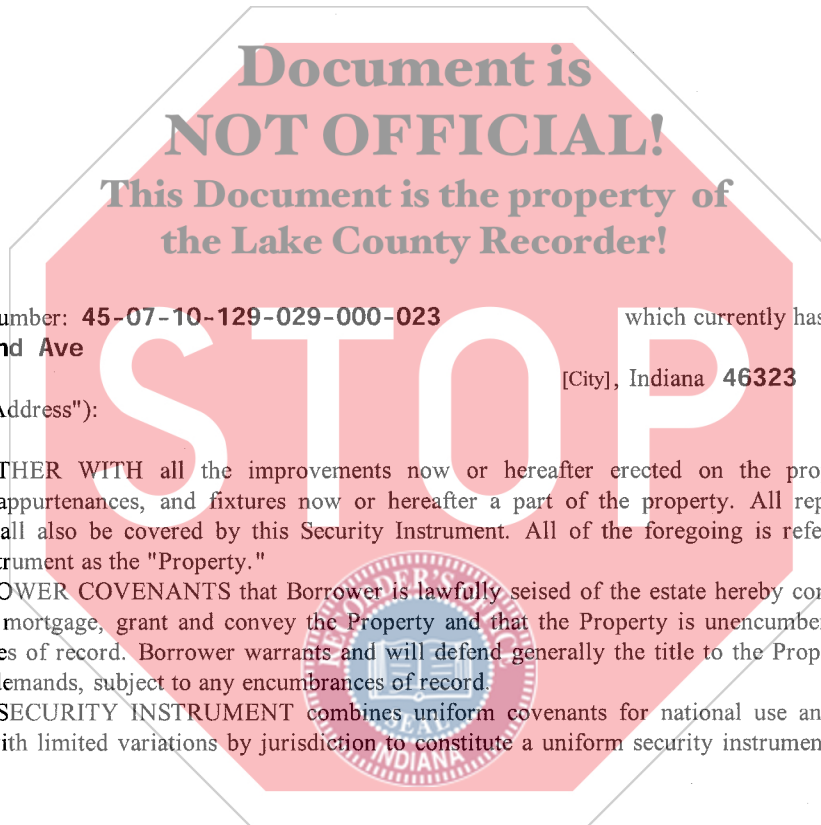 Document is
NOT OFFICIAL!
This Document is the property of
the Lake County Recorder!
umber: 45-07-10-129-029-000-023 which currently has
nd Ave
[City], Indiana 46323
Address"):
STOP
THER WITH all the improvements now or hereafter erected on the pro
appurtenances, and fixtures now or hereafter a part of the property. All rep
all also be covered by this Security Instrument. All of the foregoing is refe
trument as the "Property."
OWER COVENANTS that Borrower is lawfully seised of the estate hereby con
mortgage, grant and convey the Property and that the Property is unencumber
es of record. Borrower warrants and will defend generally the title to the Prop
demands, subject to any encumbrances of record.
SECURITY INSTRUMENT combines uniform covenants for national use an
ith limited variations by jurisdiction to constitute a uniform security instrumen
RECORDER'S OFFICE
SEAL
INDIANA